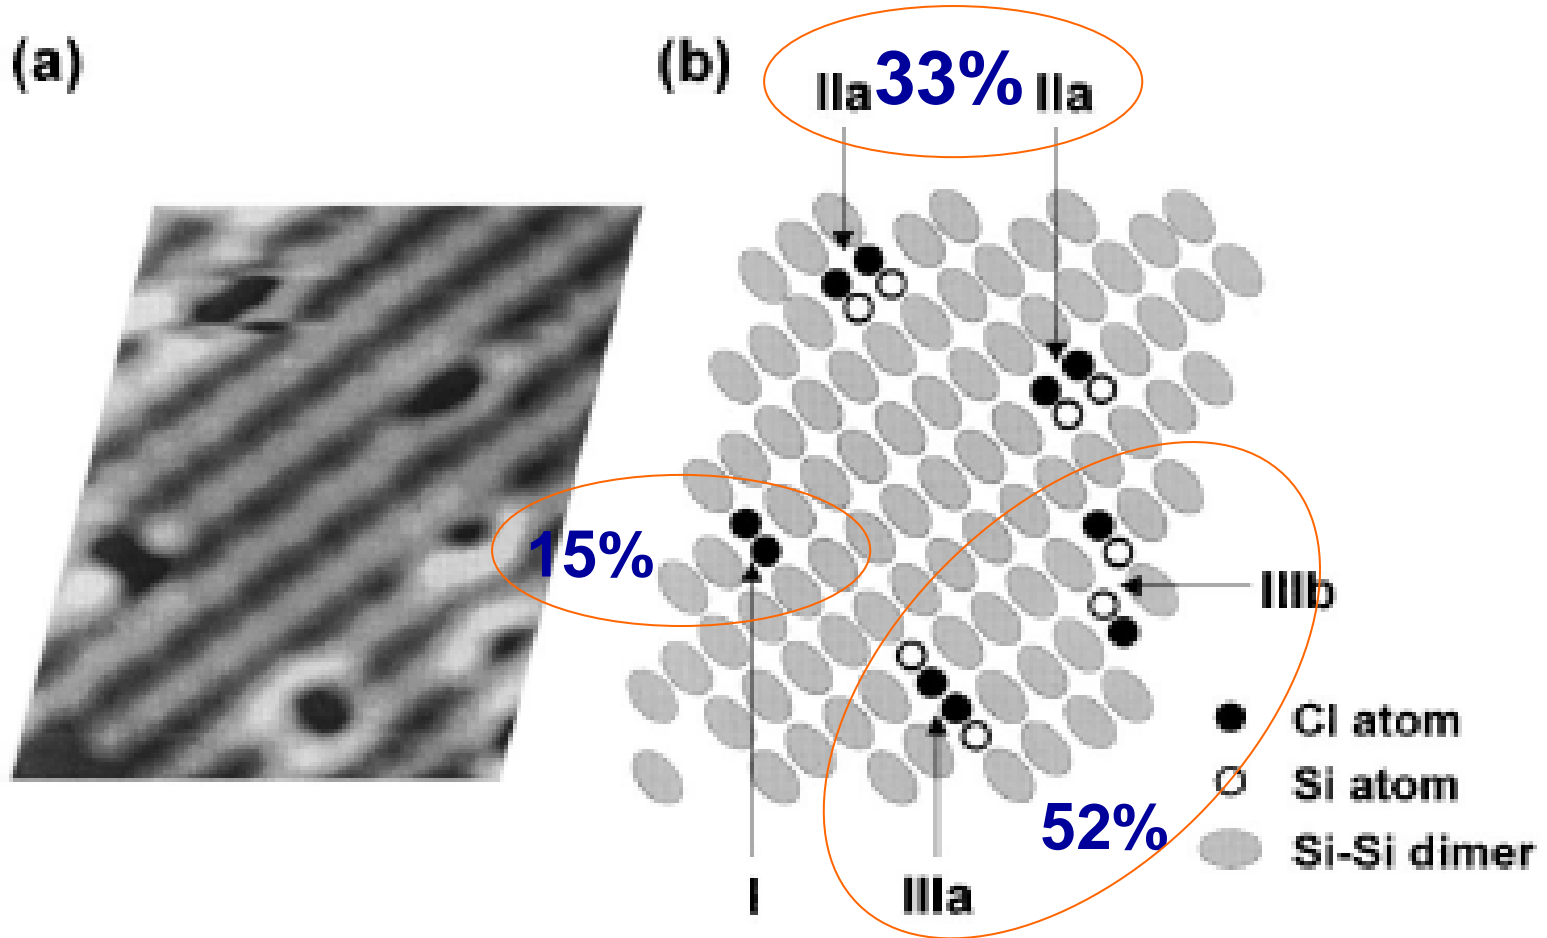 (a)
(b)
IIa 33% IIa
15%
IIIb
Cl atom
Si atom
52%
Si-Si dimer
I
IIIa